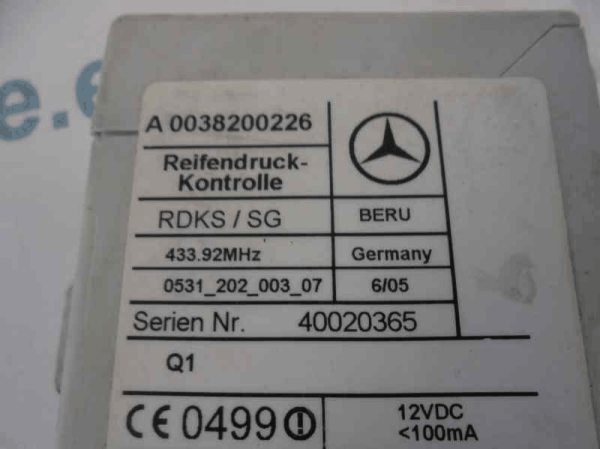 A 0038200226
Reifendruck-
Kontrolle
RDKS / SG
BERU
433.92MHz
Germany
0531_202_003_07
6/05
Serien Nr. 40020365
Q1
CE 0499
12VDC
<100mA
e.e